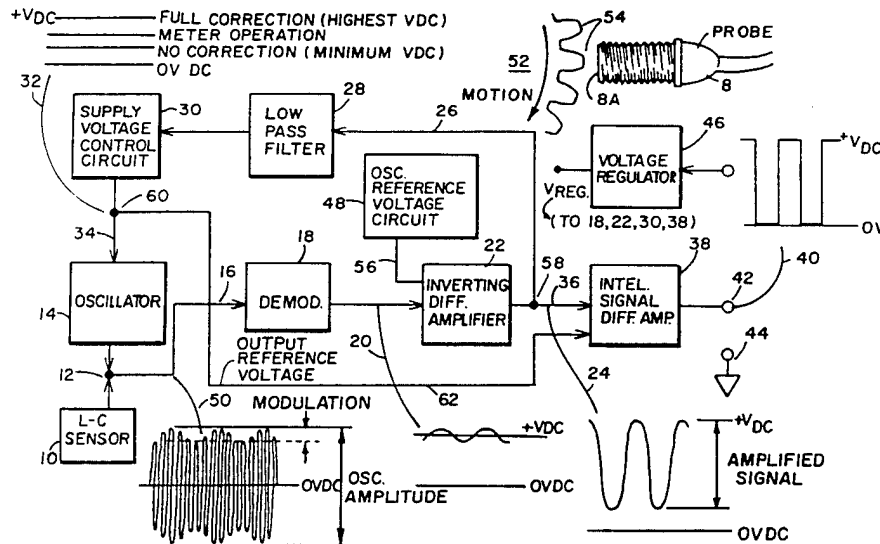 +VDC
FULL CORRECTION (HIGHEST VDC)
METER OPERATION
NO CORRECTION (MINIMUM VDC)
OV DC
32
30
SUPPLY
VOLTAGE
CONTROL
CIRCUIT
28
LOW
PASS
FILTER
26
52
MOTION
54
PROBE
8A
8
46
VOLTAGE
REGULATOR
VREG.
(TO 18,22,30,38)
+VDC
OV
40
48
OSC.
REFERENCE
VOLTAGE
CIRCUIT
60
34
14
OSCILLATOR
16
18
DEMOD.
56
22
INVERTING
DIFF.
AMPLIFIER
58
36
38
INTEL.
SIGNAL
DIFF. AMP.
42
44
12
10
L-C
SENSOR
50
OUTPUT
REFERENCE
VOLTAGE
20
62
24
MODULATION
OVDC
OSC.
AMPLITUDE
+VDC
OVDC
+VDC
AMPLIFIED
SIGNAL
OVDC